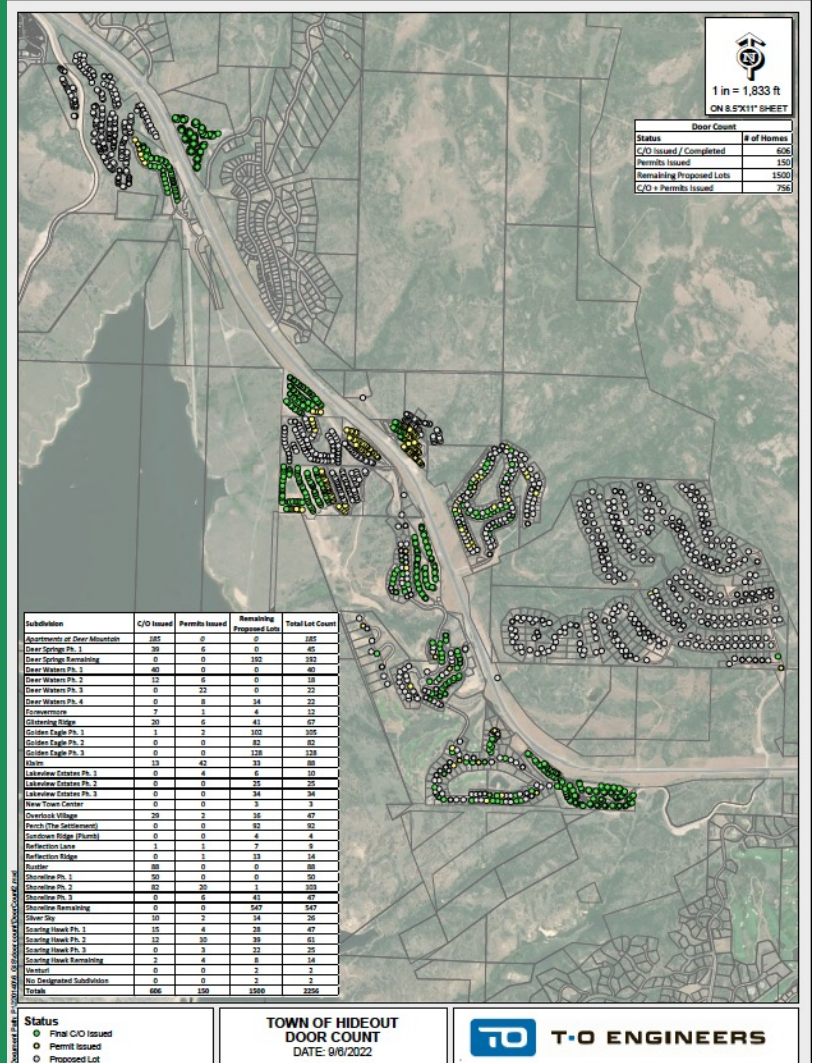 N
1 in = 1,833 ft
ON 8.5"X11" SHEET
Door Count
Status # of Homes
C/O Issued / Completed 606
Permits Issued 150
Remaining Proposed Lots 1500
C/O + Permits Issued 756
Subdivision C/O Issued Permits Issued Remaining Proposed Lots Total Lot Count
Apartments at Deer Mountain 185 0 0 185
Deer Springs Ph. 1 39 6 0 45
Deer Springs Remaining 0 0 192 192
Deer Waters Ph. 1 40 0 0 40
Deer Waters Ph. 2 12 6 0 18
Deer Waters Ph. 3 0 22 0 22
Deer Waters Ph. 4 0 8 14 22
Forevermore 7 1 4 12
Glistening Ridge 20 6 41 67
Golden Eagle Ph. 1 1 2 102 105
Golden Eagle Ph. 2 0 0 82 82
Golden Eagle Ph. 3 0 0 128 128
Klaim 13 42 33 88
Lakeview Estates Ph. 1 0 4 6 10
Lakeview Estates Ph. 2 0 0 25 25
Lakeview Estates Ph. 3 0 0 34 34
New Town Center 0 0 3 3
Overlook Village 29 2 16 47
Perch (The Settlement) 0 0 92 92
Sundown Ridge (Plumb) 0 0 4 4
Reflection Lane 1 1 7 9
Reflection Ridge 0 1 13 14
Rustler 88 0 0 88
Shoreline Ph. 1 50 0 0 50
Shoreline Ph. 2 82 20 1 103
Shoreline Ph. 3 0 6 41 47
Shoreline Remaining 0 0 547 547
Silver Sky 10 2 14 26
Soaring Hawk Ph. 1 15 4 28 47
Soaring Hawk Ph. 2 12 10 39 61
Soaring Hawk Ph. 3 0 3 22 25
Soaring Hawk Remaining 2 4 8 14
Venturi 0 0 2 2
No Designated Subdivision 0 0 2 2
Totals 606 150 1500 2256
Status
Final C/O Issued
Permit Issued
Proposed Lot
TOWN OF HIDEOUT
DOOR COUNT
DATE: 9/6/2022
TO
T-O ENGINEERS